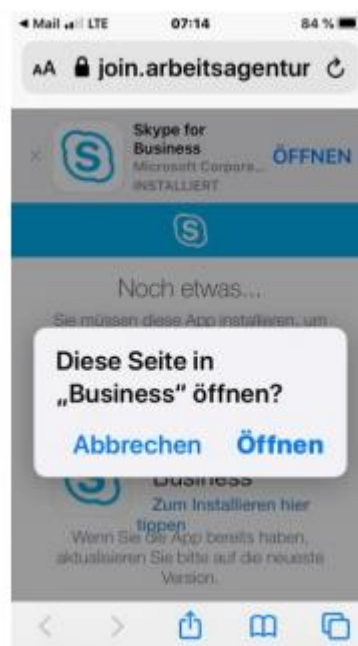 Mail LTE 07:14 84 %
AA join.arbeitsagentur
Skype for
Business
Microsoft Corpora...
INSTALLIERT
ÖFFNEN
Noch etwas...
Sie müssen diese App installieren, um
Diese Seite in
„Business“ öffnen?
Abbrechen Öffnen
Business
Zum Installieren hier
tippen
Wenn Sie die App bereits haben,
aktualisieren Sie bitte auf die neueste
Version.